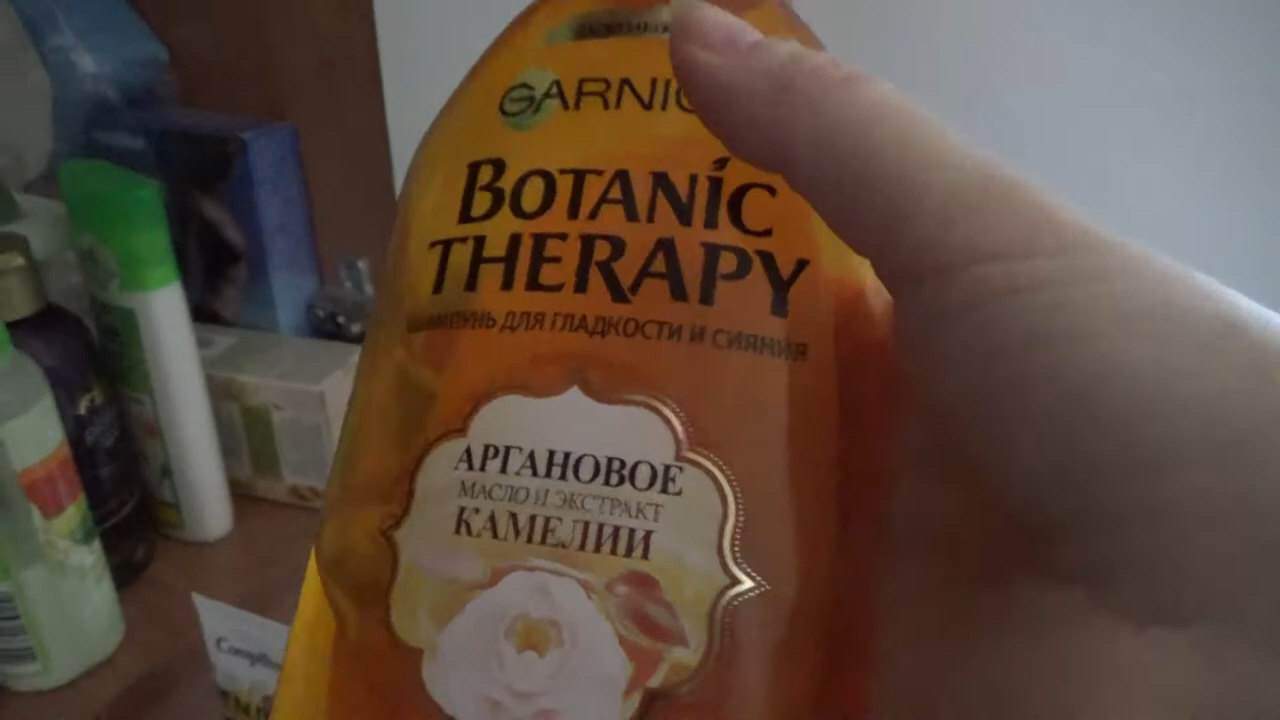 GARNIE
BOTANIC
THERAPY
ШАМПУНЬ ДЛЯ ГЛАДКОСТИ И СИЯНИЯ
АРГАНОВОЕ
МАСЛО И ЭКСТРАКТ
КАМЕЛИИ